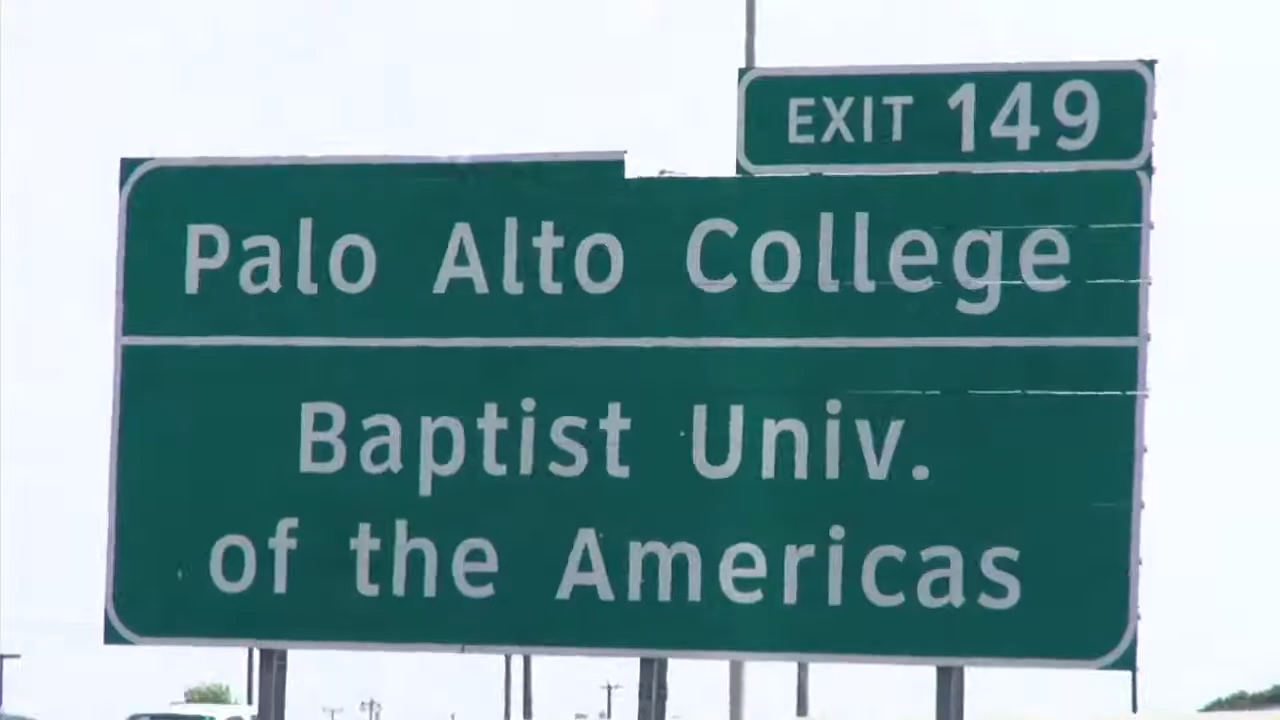 EXIT 149
Palo Alto College
Baptist Univ.
of the Americas